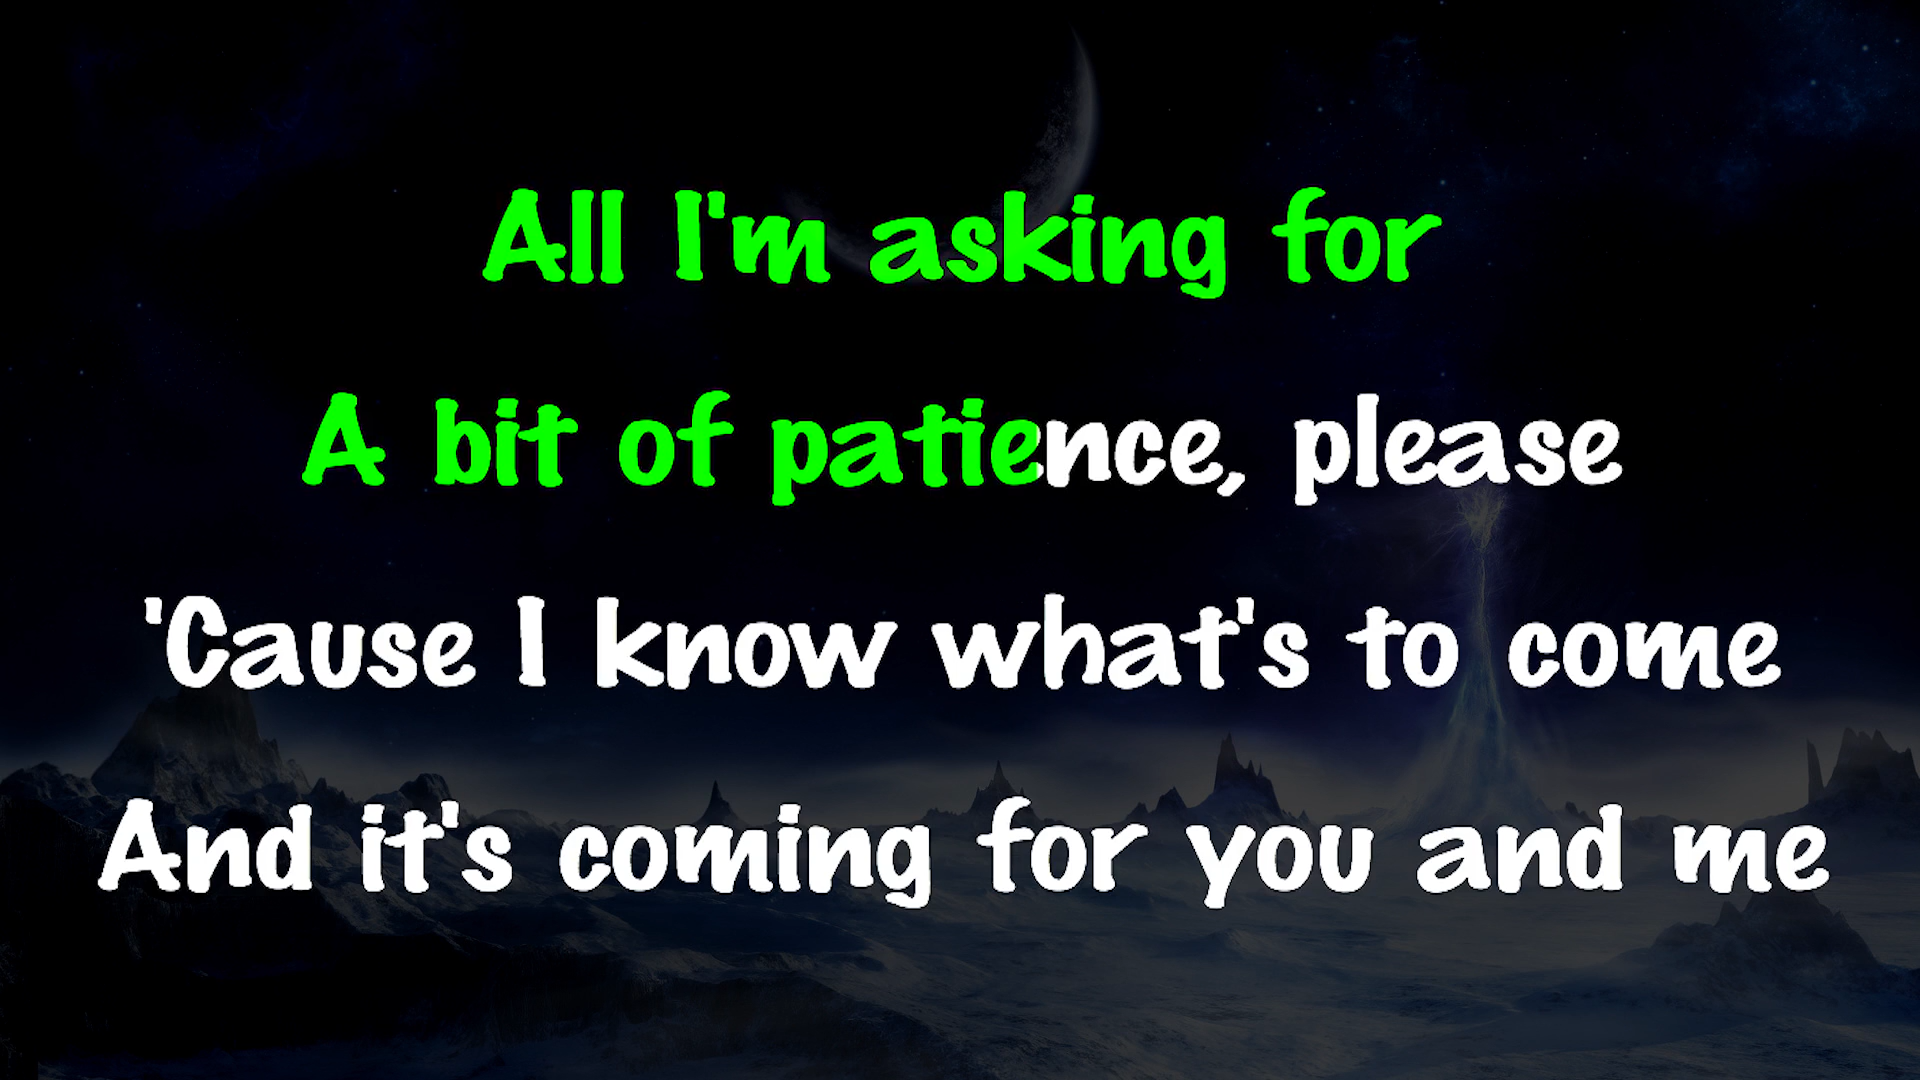 All I'm asking for
A bit of patience, please
'Cause I know what's to come
And it's coming for you and me